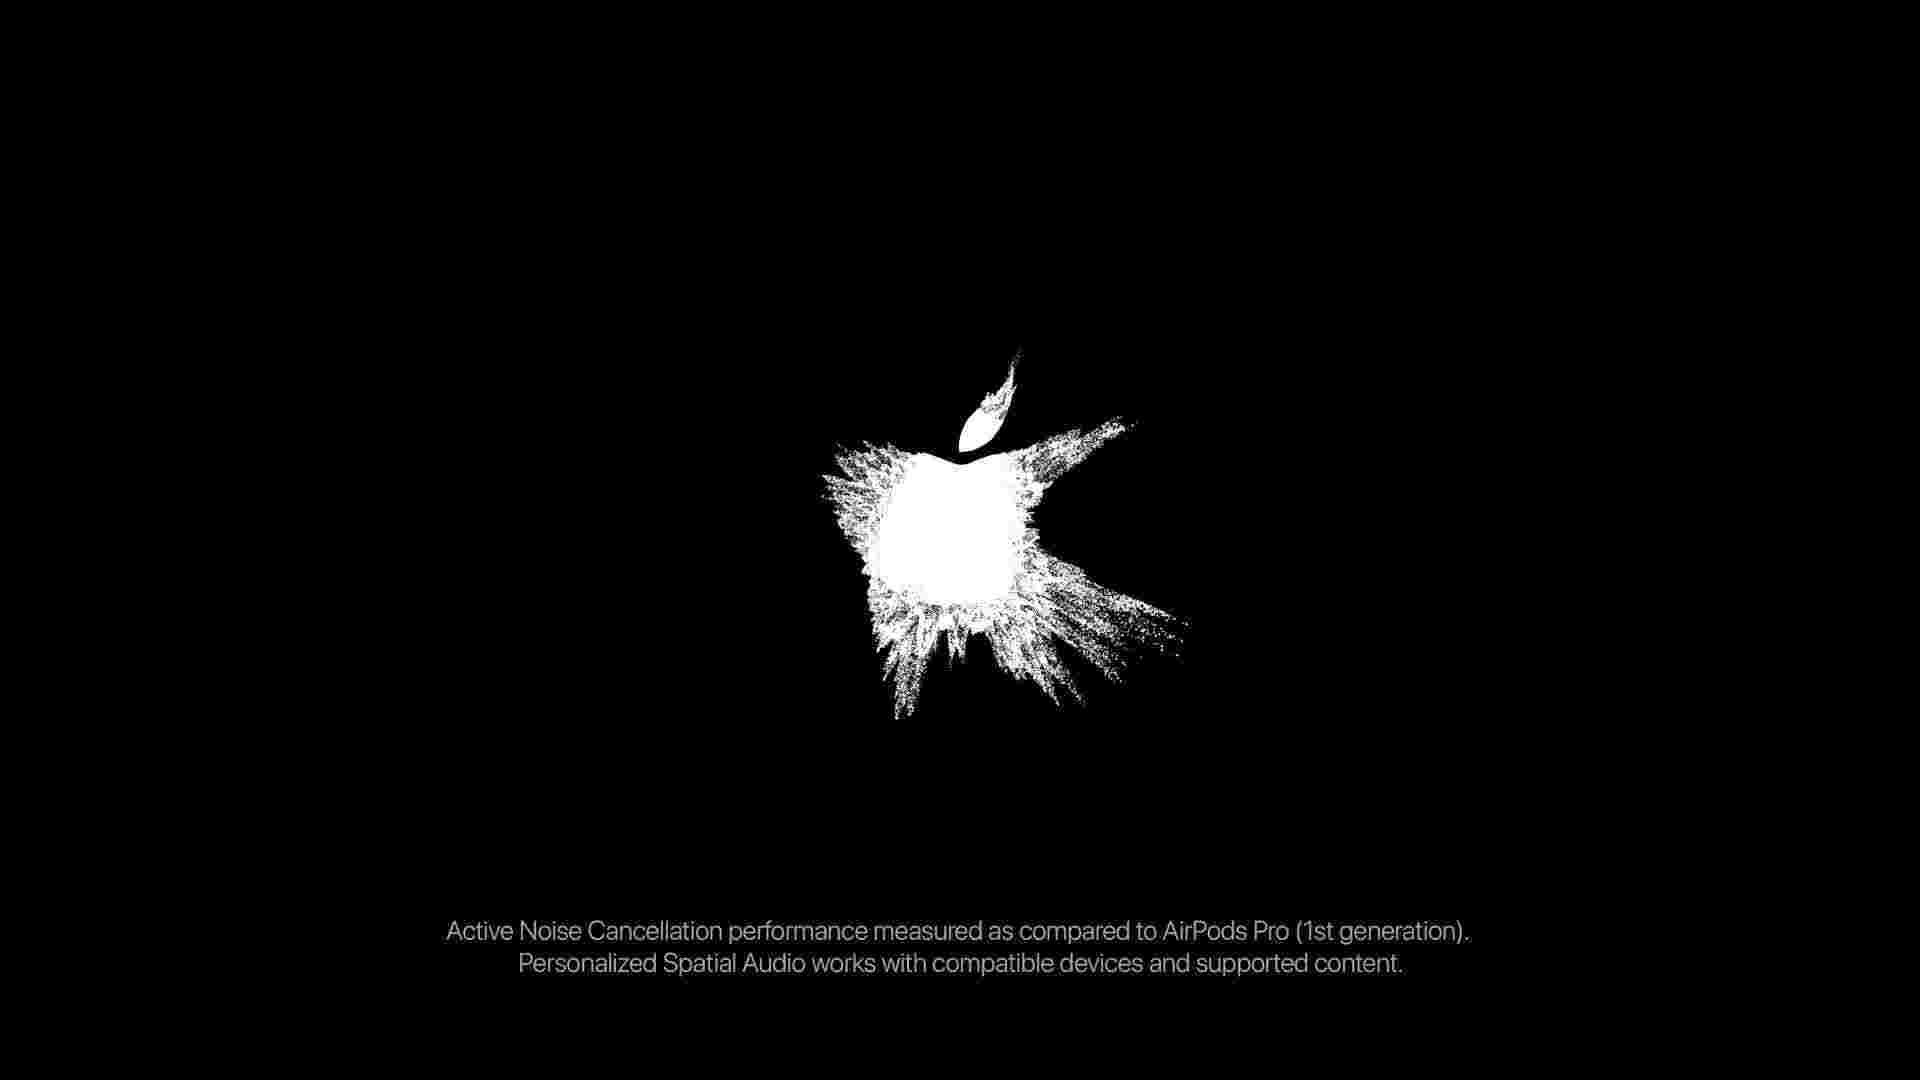 Active Noise Cancellation performance measured as compared to AirPods Pro (1st generation).
Personalized Spatial Audio works with compatible devices and supported content.